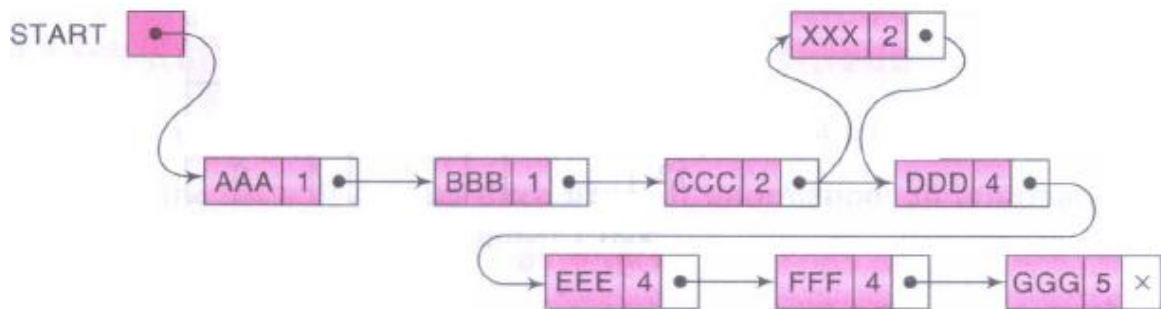 START
XXX 2
AAA 1
BBB 1
CCC 2
DDD 4
EEE 4
FFF 4
GGG 5 ×